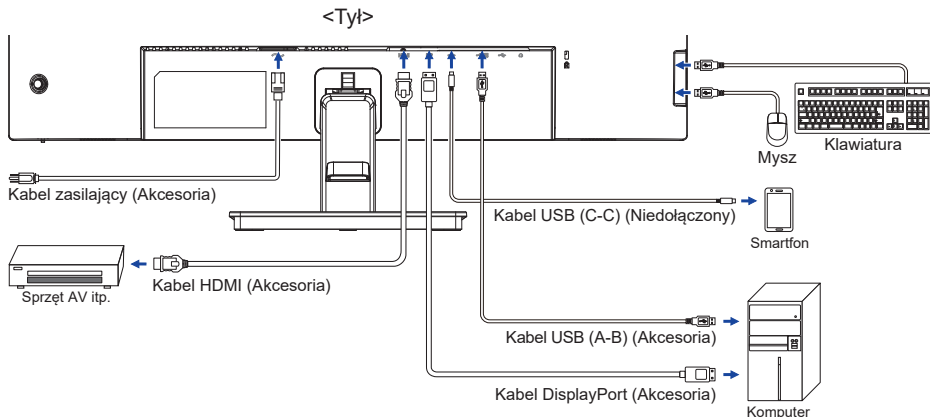 <Tył>
Mysz
Klawiatura
Kabel zasilający (Akcesoria)
Kabel USB (C-C) (Niedołączony)
Smartfon
Kabel HDMI (Akcesoria)
Sprzęt AV itp.
Kabel USB (A-B) (Akcesoria)
Kabel DisplayPort (Akcesoria)
Komputer